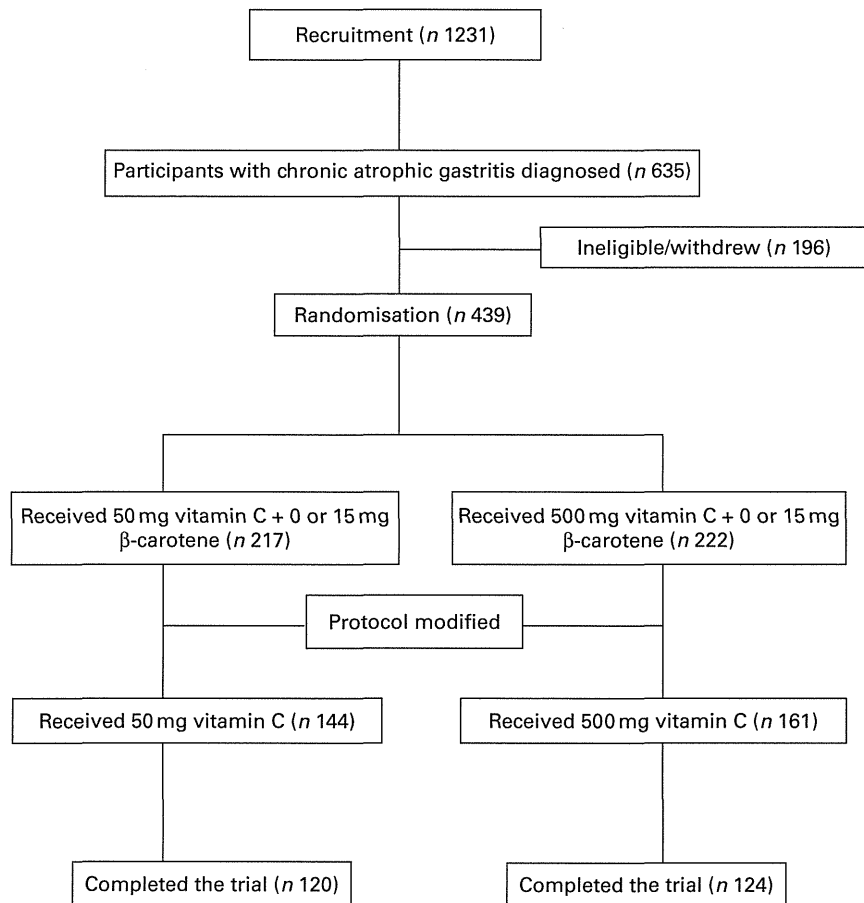 Recruitment (n 1231)
Participants with chronic atrophic gastritis diagnosed (n 635)
Ineligible/withdrew (n 196)
Randomisation (n 439)
Received 50 mg vitamin C + 0 or 15 mg
β-carotene (n 217)
Received 500 mg vitamin C + 0 or 15 mg
β-carotene (n 222)
Protocol modified
Received 50 mg vitamin C (n 144)
Received 500 mg vitamin C (n 161)
Completed the trial (n 120)
Completed the trial (n 124)